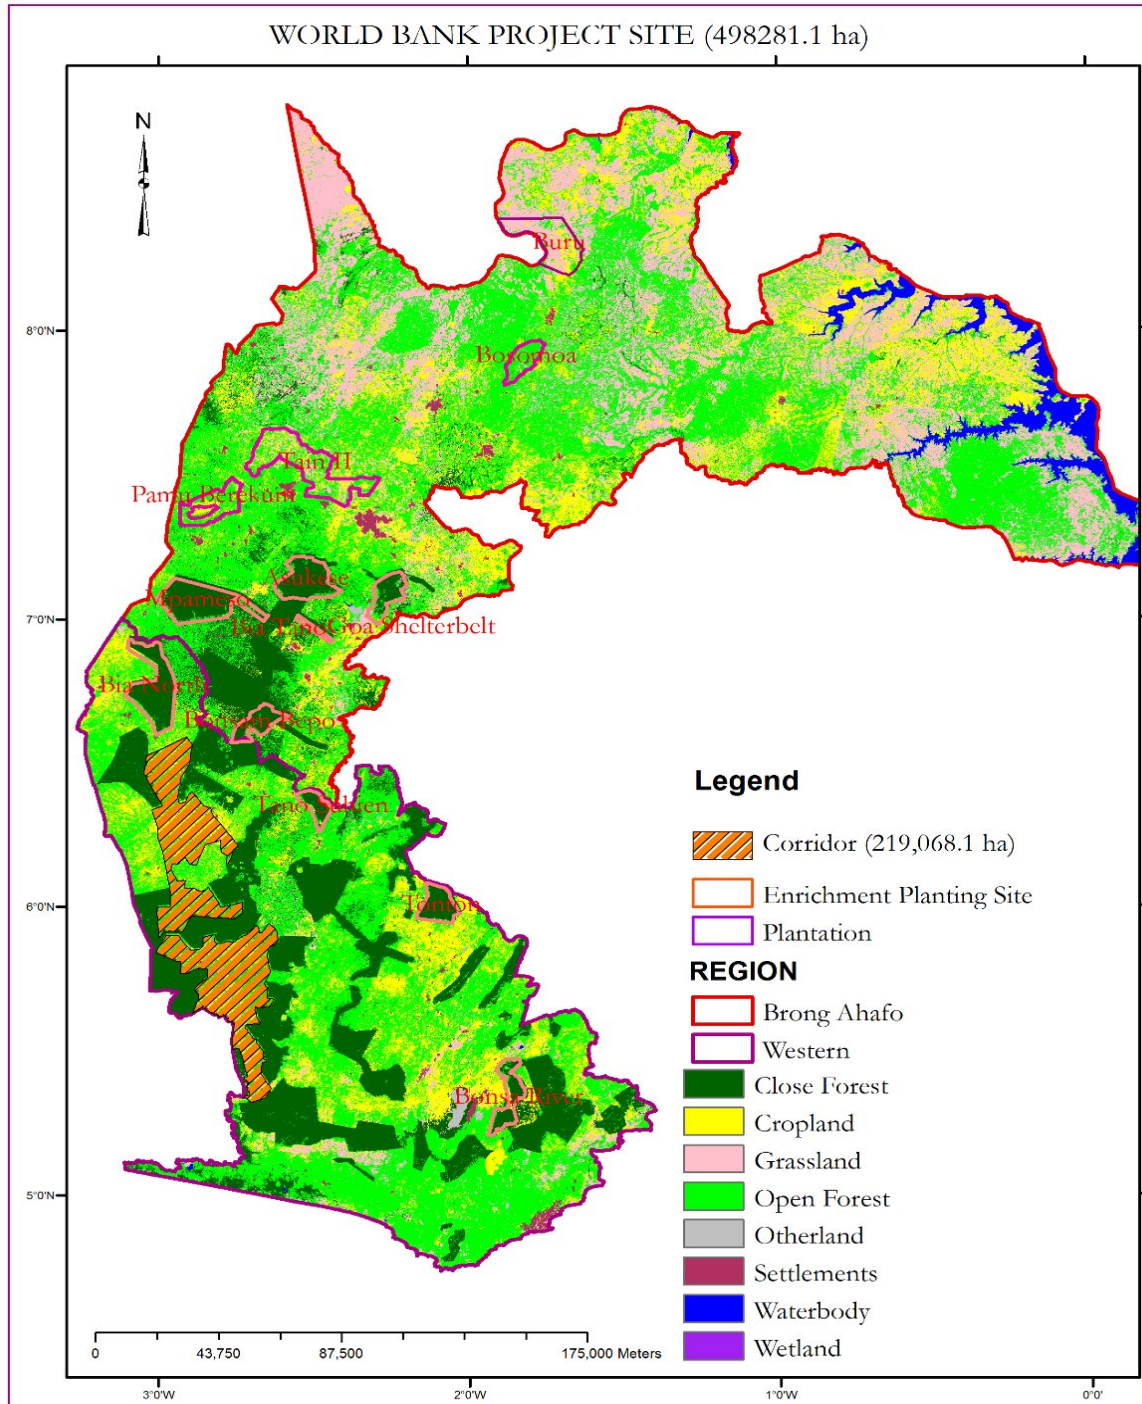 WORLD BANK PROJECT SITE (498281.1 ha)
N
Buru
8°0'N
Bosomoa
Tain II
Pamu Berekum
Asukese
Mpameso
7°0'N
Bia Tano
Goa Shelterbelt
Bia North
Bonsam Bepo
Tano Suhien
6°0'N
Tonton
Bonsa River
5°0'N
Legend
Corridor (219,068.1 ha)
Enrichment Planting Site
Plantation
REGION
Brong Ahafo
Western
Close Forest
Cropland
Grassland
Open Forest
Otherland
Settlements
Waterbody
Wetland
0 43,750 87,500 175,000 Meters
3°0'W 2°0'W 1°0'W 0°0'